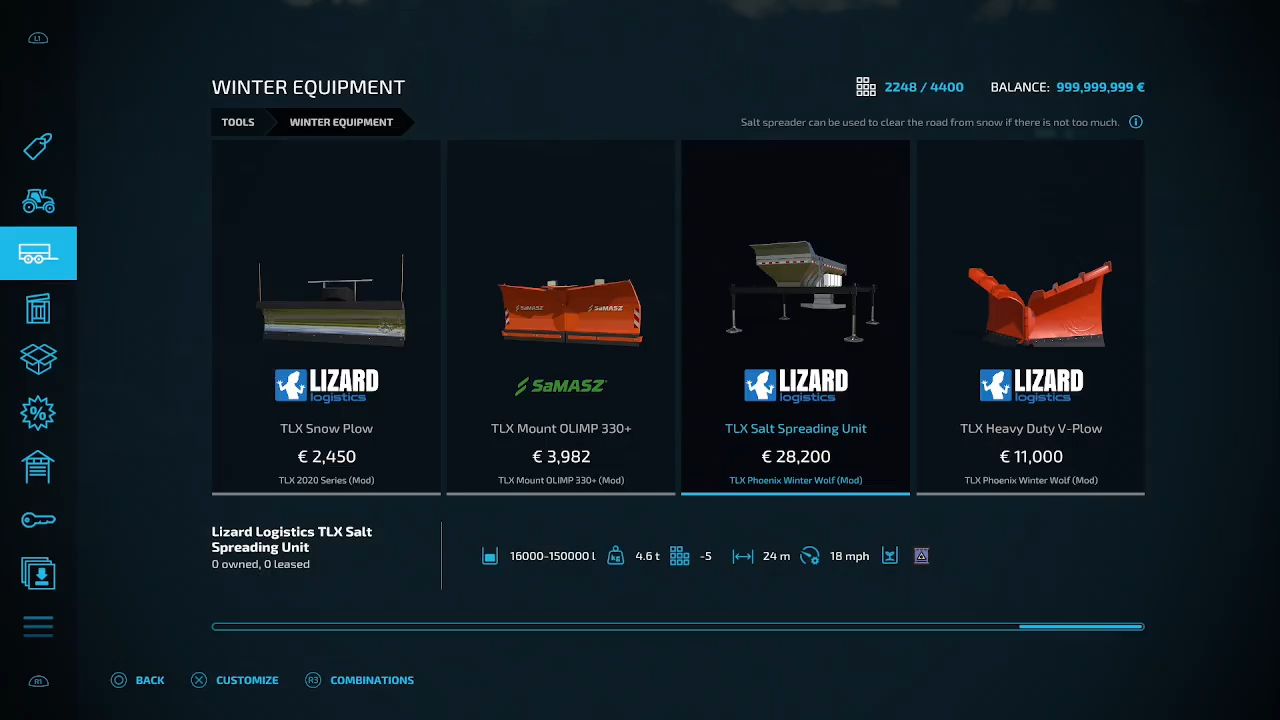 L1
WINTER EQUIPMENT
2248 / 4400
BALANCE: 999,999,999 €
TOOLS
WINTER EQUIPMENT
Salt spreader can be used to clear the road from snow if there is not too much.
SaMASZ SaMASZ
LIZARD
logistics
SaMASZ
LIZARD
logistics
LIZARD
logistics
TLX Snow Plow
TLX Mount OLIMP 330+
TLX Salt Spreading Unit
TLX Heavy Duty V-Plow
€ 2,450
€ 3,982
€ 28,200
€ 11,000
TLX 2020 Series (Mod)
TLX Mount OLIMP 330+ (Mod)
TLX Phoenix Winter Wolf (Mod)
TLX Phoenix Winter Wolf (Mod)
Lizard Logistics TLX Salt
Spreading Unit
0 owned, 0 leased
16000-150000 l
kg
4.6 t
-5
24 m
18 mph
BACK
CUSTOMIZE
R3
COMBINATIONS
R1